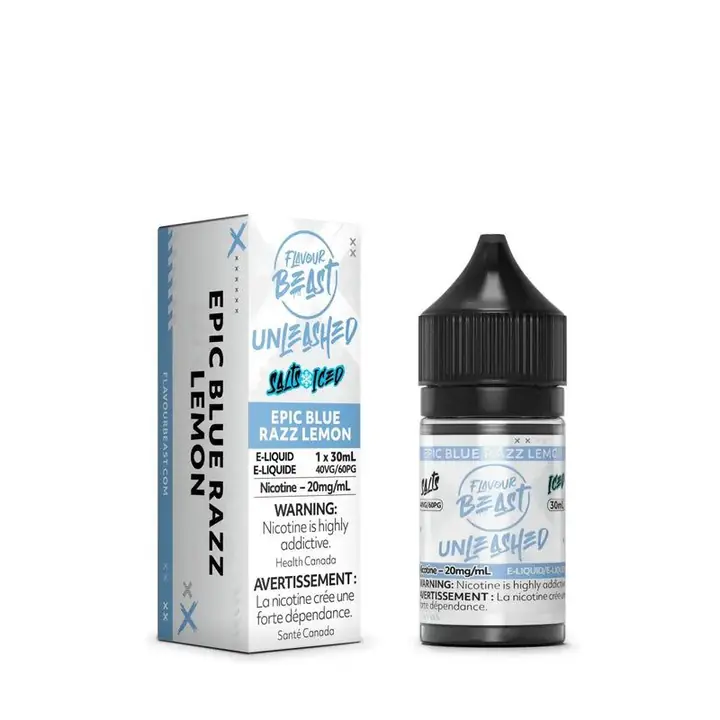 EPIC BLUE RAZZ
LEMON
FLAVOURBEAST.COM
FLAVOUR
BEAST
UNLEASHED
SALTS ICED
EPIC BLUE
RAZZ LEMON
E-LIQUID 1 x 30mL
E-LIQUIDE 40VG/60PG
Nicotine – 20mg/mL
WARNING:
Nicotine is highly
addictive.
Health Canada
AVERTISSEMENT :
La nicotine crée une
forte dépendance.
Santé Canada
EPIC BLUE RAZZ LEMO
SALTS
ICED
FLAVOUR
BEAST
30mL
UNLEASHED
Nicotine – 20mg/mL E-LIQUID/E-LIQUI
WARNING: Nicotine is highly addictiv
AVERTISSEMENT : La nicotine crée une
forte dépendance.